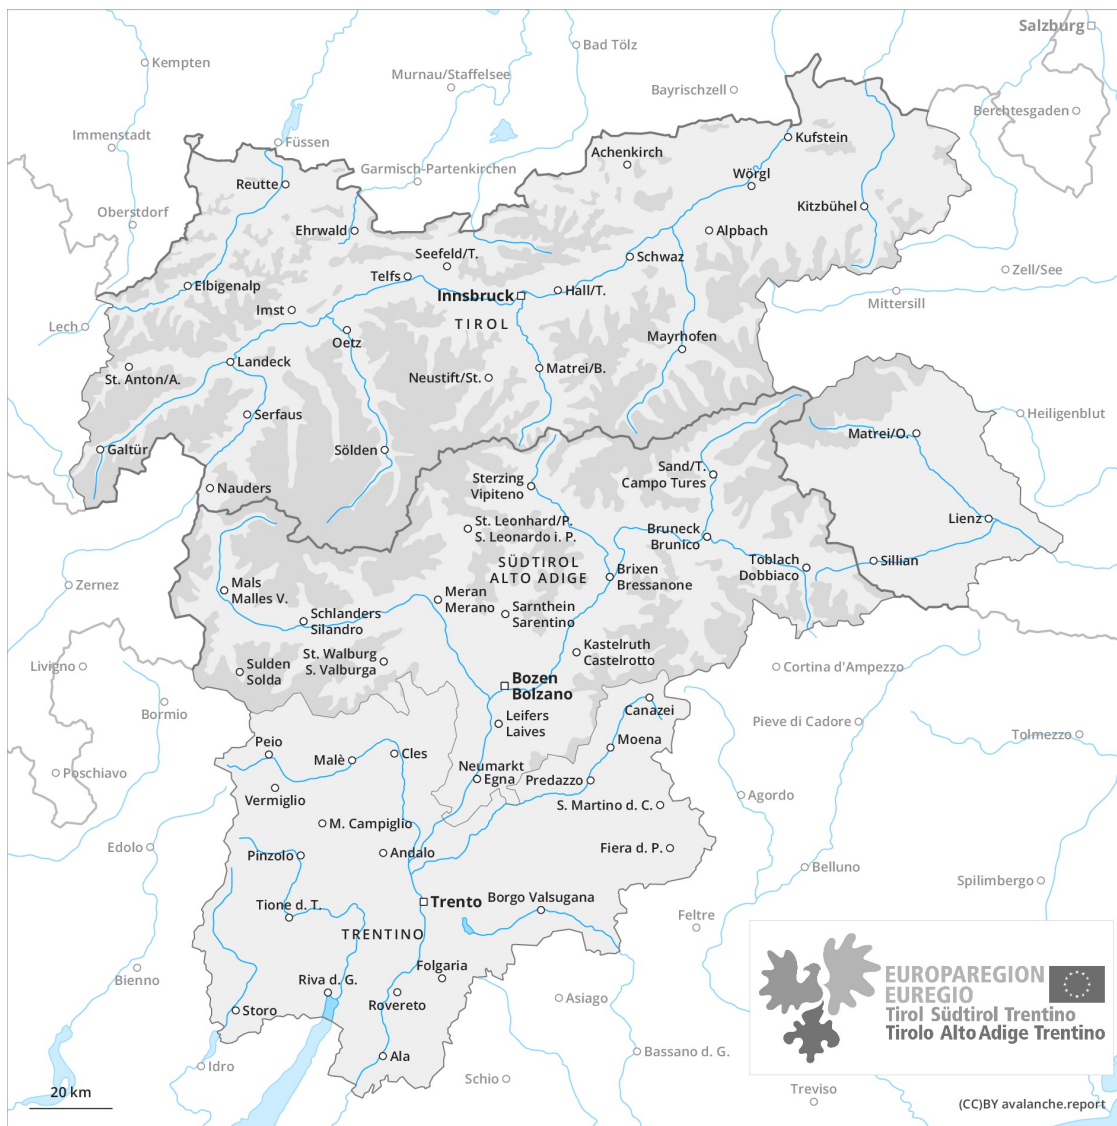 Salzburg
Kempten
Bad Tölz
Murnau/Staffelsee
Bayrischzell
Berchtesgaden
Immenstadt
Füssen
Kufstein
Achenkirch
Garmisch-Partenkirchen
Wörgl
Reutte
Oberstdorf
Kitzbühel
Ehrwald
Alpbach
Seefeld/T.
Schwaz
Telfs
Zell/See
Elbigenalp
Hall/T.
Innsbruck
Mittersill
Imst
TIROL
Lech
Oetz
Mayrhofen
Landeck
Matrei/B.
St. Anton/A.
Neustift/St.
Serfaus
Heiligenblut
Matrei/O.
Galtür
Sölden
Sand/T.
Campo Tures
Sterzing
Vipiteno
Nauders
Lienz
St. Leonhard/P.
S. Leonardo i. P.
Bruneck
Brunico
SÜDTIROL
ALTO ADIGE
Toblach
Dobbiaco
Sillian
Brixen
Bressanone
Zernez
Mals
Malles V.
Meran
Merano
Sarnthein
Sarentino
Schlanders
Silandro
Kastelruth
Castelrotto
St. Walburg
S. Valburga
Livigno
Sulden
Solda
Cortina d'Ampezzo
Bozen
Bolzano
Bormio
Canazei
Leifers
Laives
Pieve di Cadore
Tolmezzo
Moena
Peio
Cles
Malè
Poschiavo
Neumarkt
Egna
Predazzo
Vermiglio
Agordo
S. Martino d. C.
M. Campiglio
Edolo
Pinzolo
Andalo
Fiera d. P.
Belluno
Spilimbergo
Tione d. T.
Trento
Borgo Valsugana
Feltre
TRENTINO
Bienno
Folgaria
Riva d. G.
Rovereto
Asiago
Storo
EUROPAREGION
EUREGIO
Tirol Südtirol Trentino
Tirolo Alto Adige Trentino
Ala
Idro
Bassano d. G.
Schio
Treviso
20 km
(CC)BY avalanche.report